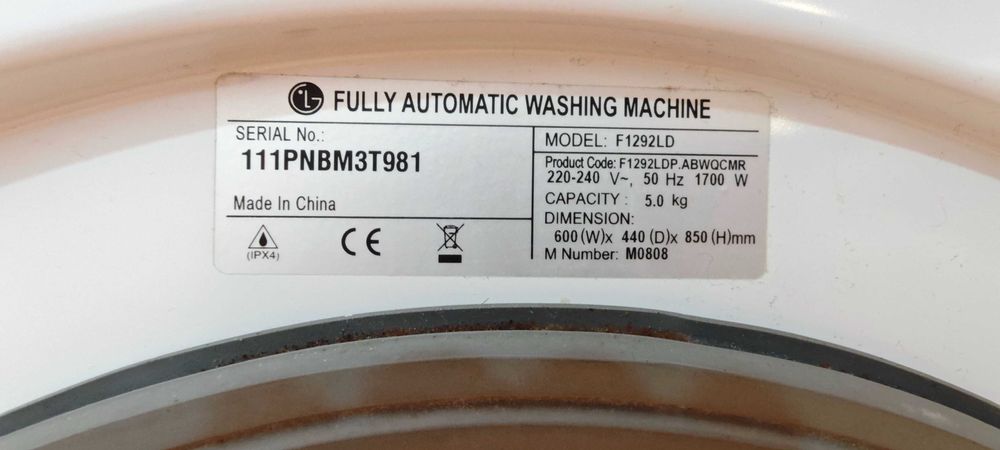 LG FULLY AUTOMATIC WASHING MACHINE
SERIAL No.:
111PNBM3T981
Made In China
(IPX4)
CE
MODEL: F1292LD
Product Code: F1292LDP.ABWQCMR
220-240 V~, 50 Hz 1700 W
CAPACITY : 5.0 kg
DIMENSION:
600 (W)x 440 (D)x 850 (H)mm
M Number: M0808